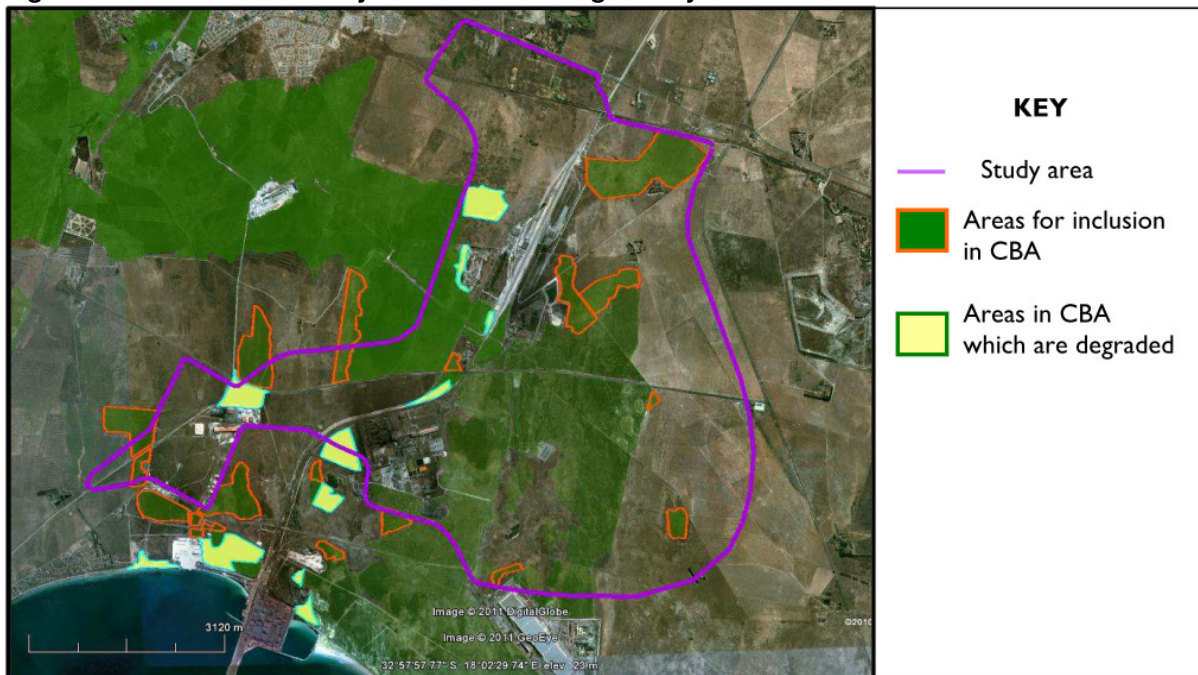 KEY
Study area
Areas for inclusion
in CBA
Areas in CBA
which are degraded
Image © 2011 DigitalGlobe
3120 m
©2010
Image © 2011 GeoEye
32°57'57.77" S 18°02'29.74" E elev 23 m